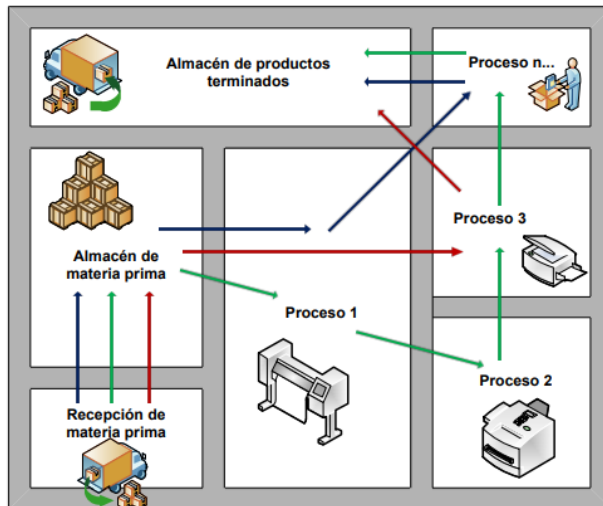 Almacén de productos
terminados
Proceso n...
Almacén de
materia prima
Proceso 1
Proceso 3
Proceso 2
Recepción de
materia prima